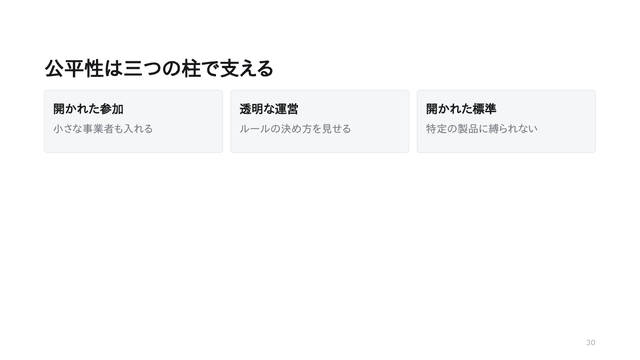 公平性は三つの柱で支える
開かれた参加
小さな事業者も入れる
透明な運営
ルールの決め方を見せる
開かれた標準
特定の製品に縛られない
30